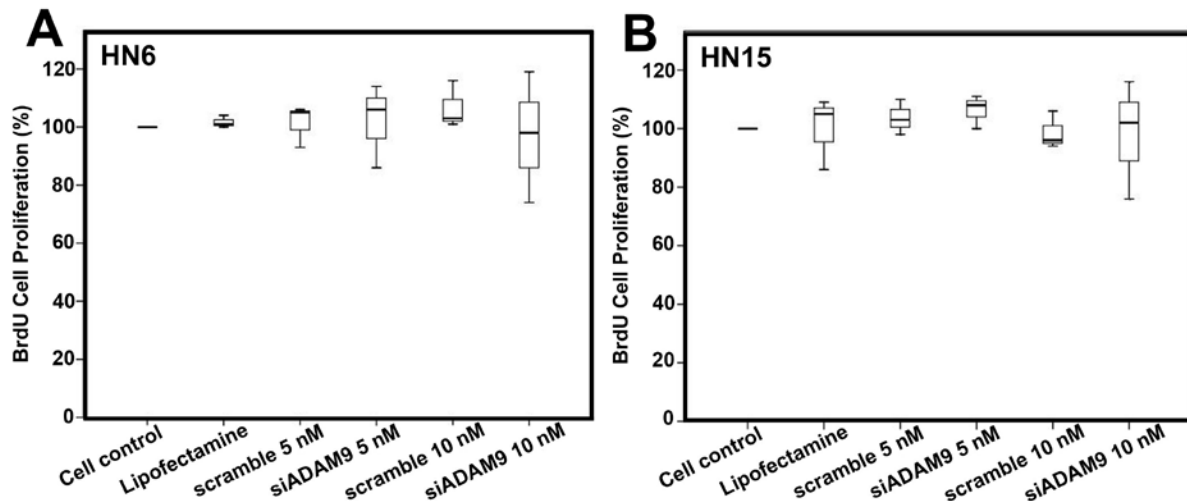 A
HN6
BrdU Cell Proliferation (%)
120
100
80
60
40
20
0
Cell control
Lipofectamine
scramble 5 nM
siADAM9 5 nM
scramble 10 nM
siADAM9 10 nM
B
HN15
BrdU Cell Proliferation (%)
120
100
80
60
40
20
0
Cell control
Lipofectamine
scramble 5 nM
siADAM9 5 nM
scramble 10 nM
siADAM9 10 nM